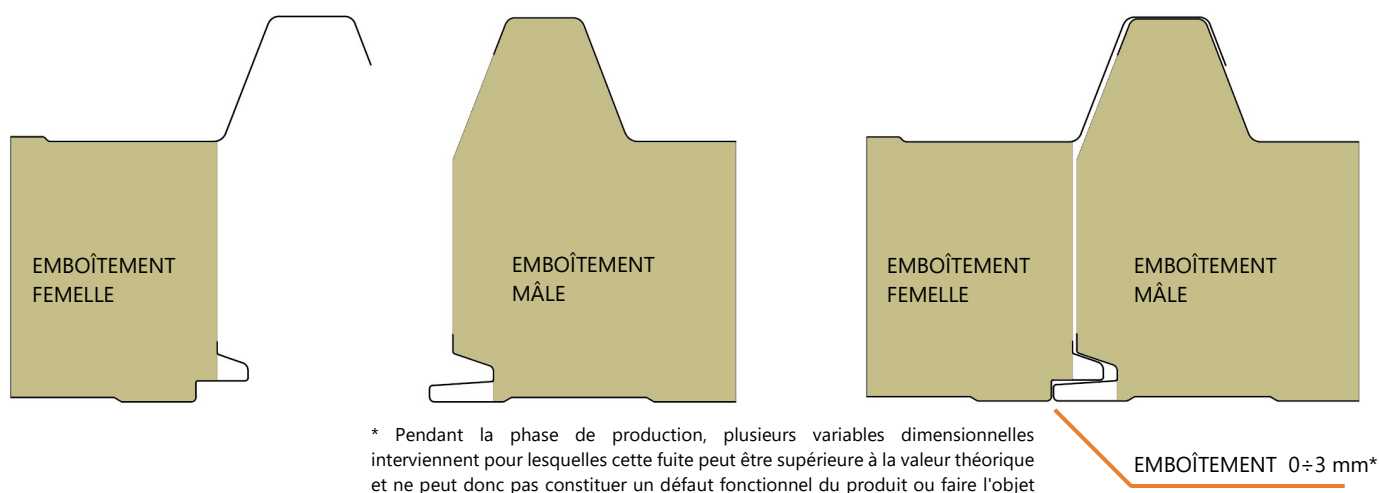 EMBOÎTEMENT
FEMELLE
EMBOÎTEMENT
MÂLE
EMBOÎTEMENT
FEMELLE
EMBOÎTEMENT
MÂLE
* Pendant la phase de production, plusieurs variables dimensionnelles
interviennent pour lesquelles cette fuite peut être supérieure à la valeur théorique
et ne peut donc pas constituer un défaut fonctionnel du produit ou faire l'objet
EMBOÎTEMENT 0÷3 mm*